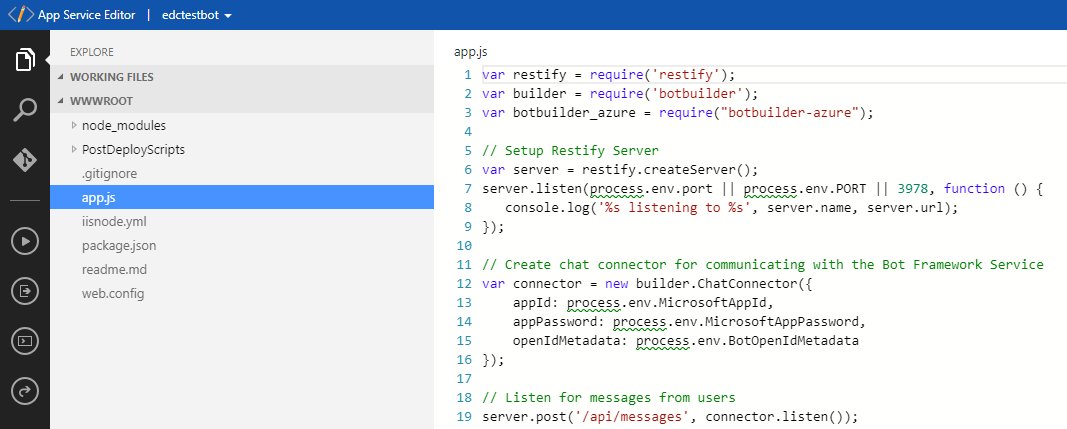 App Service Editor | edctestbot
EXPLORE
WORKING FILES
WWWROOT
node_modules
PostDeployScripts
.gitignore
app.js
iisnode.yml
package.json
readme.md
web.config
app.js
1 var restify = require('restify');
2 var builder = require('botbuilder');
3 var botbuilder_azure = require("botbuilder-azure");
4
5 // Setup Restify Server
6 var server = restify.createServer();
7 server.listen(process.env.port || process.env.PORT || 3978, function () {
8    console.log('%s listening to %s', server.name, server.url);
9 });
10
11 // Create chat connector for communicating with the Bot Framework Service
12 var connector = new builder.ChatConnector({
13     appId: process.env.MicrosoftAppId,
14     appPassword: process.env.MicrosoftAppPassword,
15     openIdMetadata: process.env.BotOpenIdMetadata
16 });
17
18 // Listen for messages from users
19 server.post('/api/messages', connector.listen());